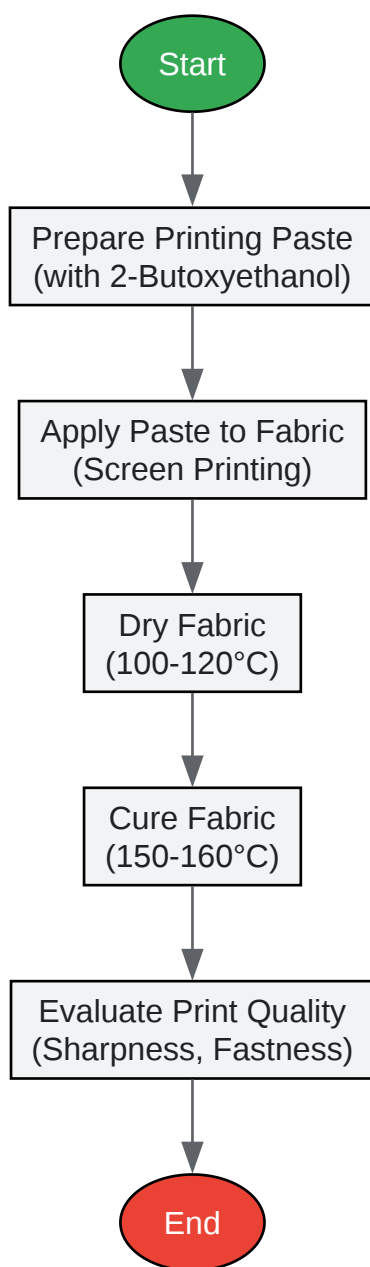 Start
Prepare Printing Paste
(with 2-Butoxyethanol)
Apply Paste to Fabric
(Screen Printing)
Dry Fabric
(100-120°C)
Cure Fabric
(150-160°C)
Evaluate Print Quality
(Sharpness, Fastness)
End